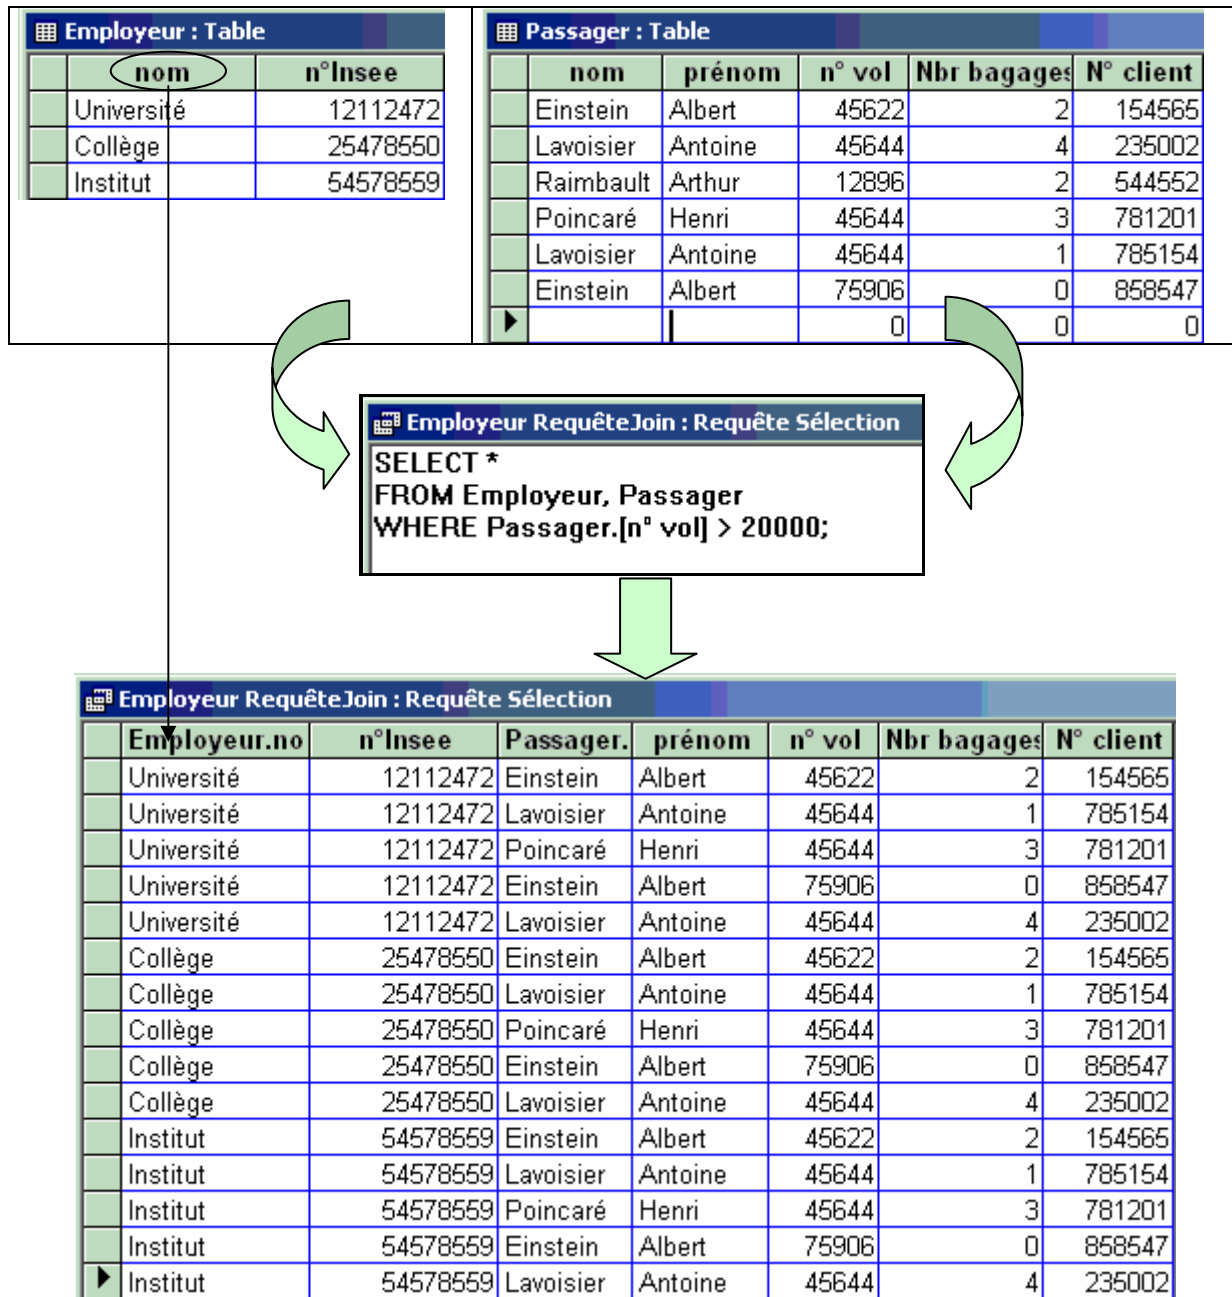 Employeur : Table
nom n°Insee
Université 12112472
Collège 25478550
Institut 54578559
Passager : Table
nom prénom n° vol Nbr bagages N° client
Einstein Albert 45622 2 154565
Lavoisier Antoine 45644 4 235002
Raimbault Arthur 12896 2 544552
Poincaré Henri 45644 3 781201
Lavoisier Antoine 45644 1 785154
Einstein Albert 75906 0 858547
0 0 0
Employeur RequêteJoin : Requête Sélection
SELECT *
FROM Employeur, Passager
WHERE Passager.[n° vol] > 20000;
Employeur RequêteJoin : Requête Sélection
Employeur.no n°Insee Passager. prénom n° vol Nbr bagages N° client
Université 12112472 Einstein Albert 45622 2 154565
Université 12112472 Lavoisier Antoine 45644 1 785154
Université 12112472 Poincaré Henri 45644 3 781201
Université 12112472 Einstein Albert 75906 0 858547
Université 12112472 Lavoisier Antoine 45644 4 235002
Collège 25478550 Einstein Albert 45622 2 154565
Collège 25478550 Lavoisier Antoine 45644 1 785154
Collège 25478550 Poincaré Henri 45644 3 781201
Collège 25478550 Einstein Albert 75906 0 858547
Collège 25478550 Lavoisier Antoine 45644 4 235002
Institut 54578559 Einstein Albert 45622 2 154565
Institut 54578559 Lavoisier Antoine 45644 1 785154
Institut 54578559 Poincaré Henri 45644 3 781201
Institut 54578559 Einstein Albert 75906 0 858547
Institut 54578559 Lavoisier Antoine 45644 4 235002